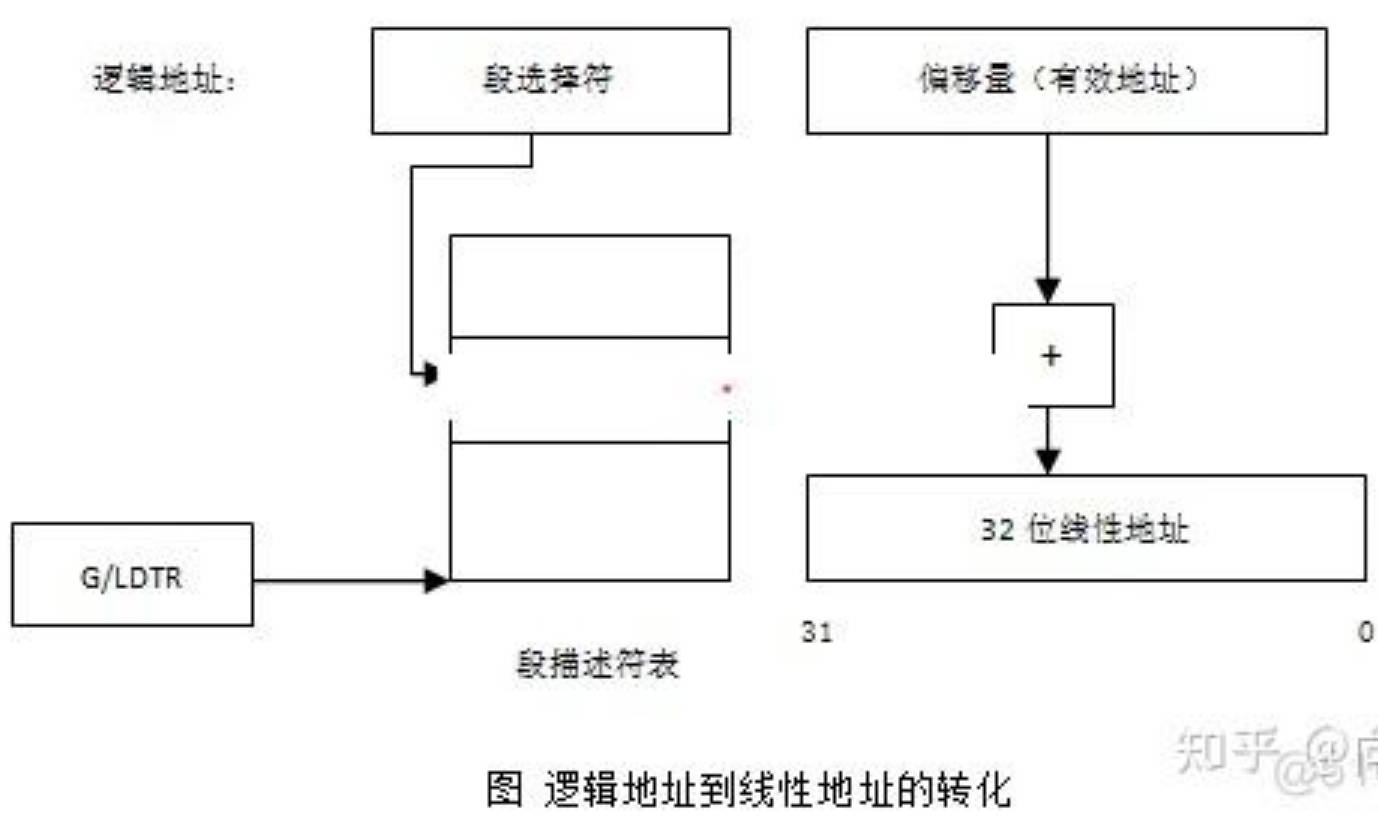 逻辑地址：
段选择符
偏移量（有效地址）
+
32 位线性地址
G/LDTR
31
0
段描述符表
图 逻辑地址到线性地址的转化
知乎